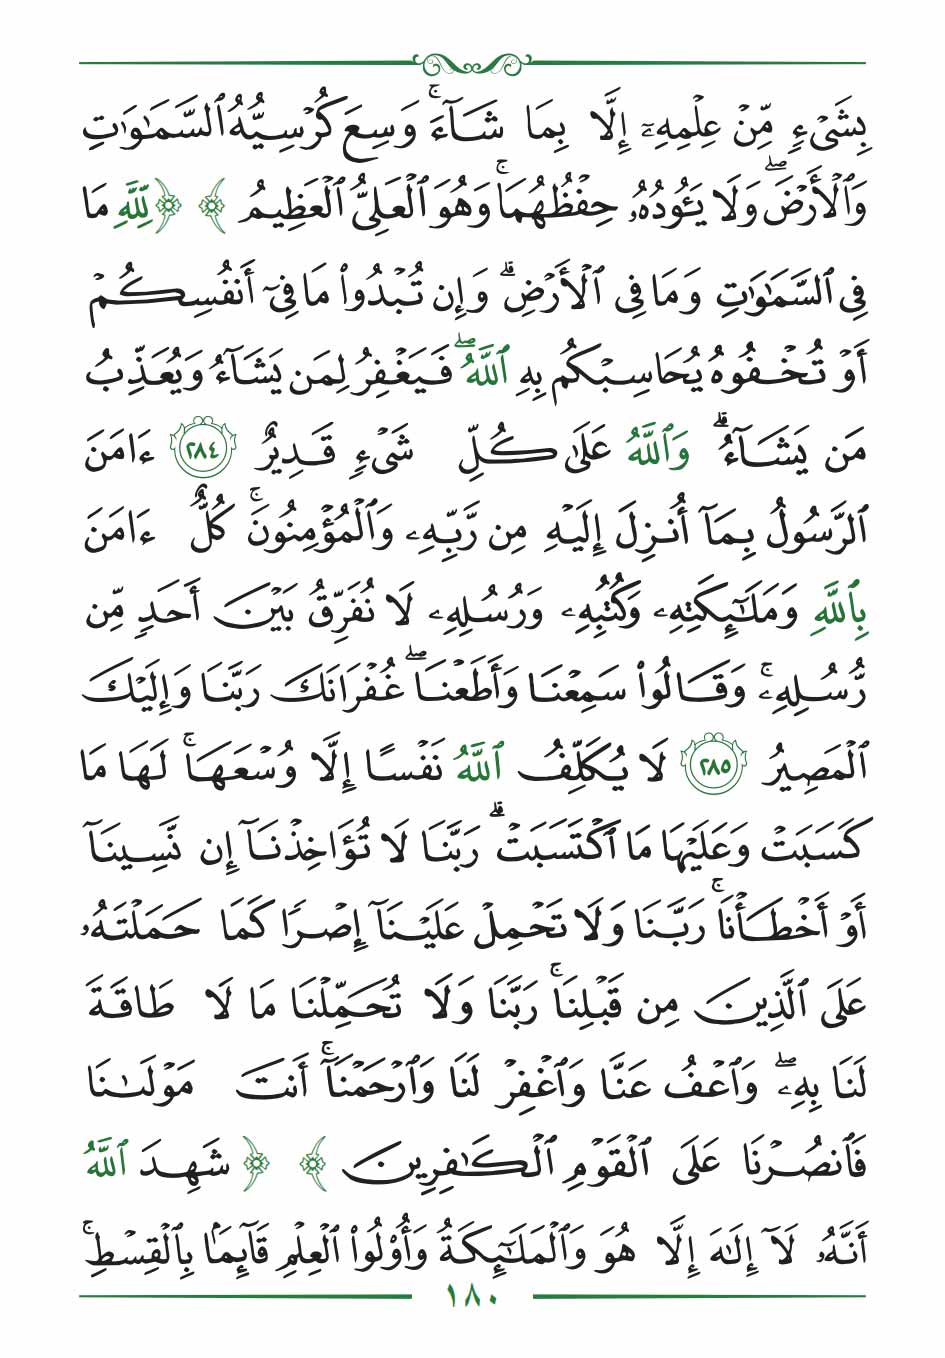 بِشَىْءٍ مِّنْ عِلْمِهِۦٓ إِلَّا بِمَا شَآءَۚ وَسِعَ كُرْسِيُّهُ ٱلسَّمَـٰوَٰتِ
وَٱلْأَرْضَۖ وَلَا يَـُٔودُهُۥ حِفْظُهُمَاۚ وَهُوَ ٱلْعَلِىُّ ٱلْعَظِيمُ ﴾ ﴿ لِّلَّهِ مَا
فِى ٱلسَّمَـٰوَٰتِ وَمَا فِى ٱلْأَرْضِۗ وَإِن تُبْدُوا۟ مَا فِىٓ أَنفُسِكُمْ
أَوْ تُخْفُوهُ يُحَاسِبْكُم بِهِ ٱللَّهُۖ فَيَغْفِرُ لِمَن يَشَآءُ وَيُعَذِّبُ
مَن يَشَآءُۗ وَٱللَّهُ عَلَىٰ كُلِّ شَىْءٍ قَدِيرٌ ٢٨٤ ءَامَنَ
ٱلرَّسُولُ بِمَآ أُنزِلَ إِلَيْهِ مِن رَّبِّهِۦ وَٱلْمُؤْمِنُونَۚ كُلٌّ ءَامَنَ
بِٱللَّهِ وَمَلَـٰٓئِكَتِهِۦ وَكُتُبِهِۦ وَرُسُلِهِۦ لَا نُفَرِّقُ بَيْنَ أَحَدٍ مِّن
رُّسُلِهِۦۚ وَقَالُوا۟ سَمِعْنَا وَأَطَعْنَاۖ غُفْرَانَكَ رَبَّنَا وَإِلَيْكَ
ٱلْمَصِيرُ ٢٨٥ لَا يُكَلِّفُ ٱللَّهُ نَفْسًا إِلَّا وُسْعَهَاۚ لَهَا مَا
كَسَبَتْ وَعَلَيْهَا مَا ٱكْتَسَبَتْۗ رَبَّنَا لَا تُؤَاخِذْنَآ إِن نَّسِينَآ
أَوْ أَخْطَأْنَاۚ رَبَّنَا وَلَا تَحْمِلْ عَلَيْنَآ إِصْرًا كَمَا حَمَلْتَهُۥ
عَلَى ٱلَّذِينَ مِن قَبْلِنَاۚ رَبَّنَا وَلَا تُحَمِّلْنَا مَا لَا طَاقَةَ
لَنَا بِهِۦۖ وَٱعْفُ عَنَّا وَٱغْفِرْ لَنَا وَٱرْحَمْنَآۚ أَنتَ مَوْلَىٰنَا
فَٱنصُرْنَا عَلَى ٱلْقَوْمِ ٱلْكَـٰفِرِينَ ﴾ ﴿ شَهِدَ ٱللَّهُ
أَنَّهُۥ لَآ إِلَـٰهَ إِلَّا هُوَ وَٱلْمَلَـٰٓئِكَةُ وَأُو۟لُوا۟ ٱلْعِلْمِ قَآئِمًۢا بِٱلْقِسْطِۚ
١٨٠